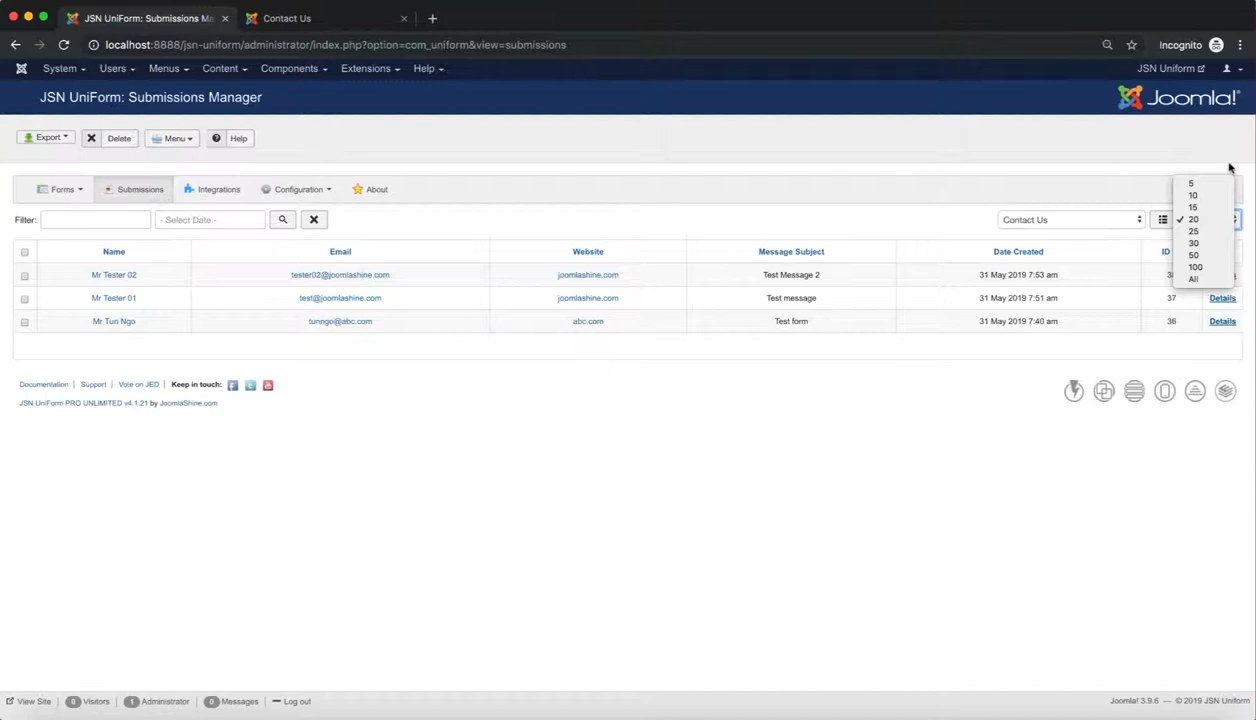 JSN UniForm: Submissions Ma
Contact Us
localhost:8888/jsn-uniform/administrator/index.php?option=com_uniform&view=submissions
Incognito
System Users Menus Content Components Extensions Help
JSN Uniform
JSN UniForm: Submissions Manager
Joomla!®
Export Delete Menu Help
Forms Submissions Integrations Configuration About
5
10
15
20
25
30
50
100
All
Filter: - Select Date - Contact Us
Name Email Website Message Subject Date Created ID
Mr Tester 02 tester02@joomlashine.com joomlashine.com Test Message 2 31 May 2019 7:53 am
Mr Tester 01 test@joomlashine.com joomlashine.com Test message 31 May 2019 7:51 am 37 Details
Mr Tun Ngo tunngo@abc.com abc.com Test form 31 May 2019 7:40 am 36 Details
Documentation | Support | Vote on JED | Keep in touch:
JSN UniForm PRO UNLIMITED v4.1.21 by JoomlaShine.com
View Site 0 Visitors 1 Administrator 0 Messages Log out
Joomla! 3.9.6 — © 2019 JSN Uniform